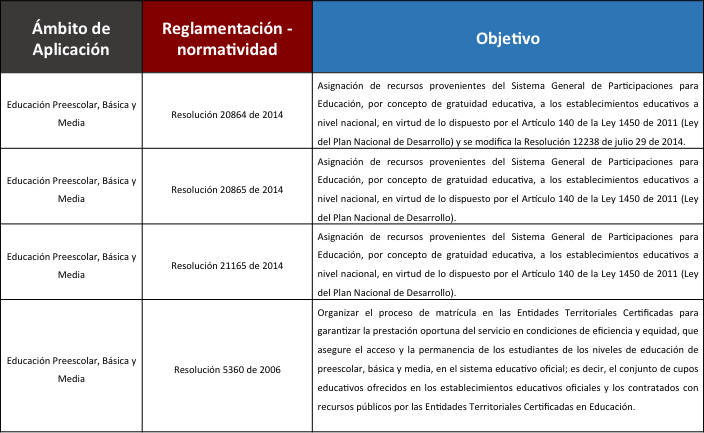 Ámbito de
Aplicación
Reglamentación -
normatividad
Objetivo
Educación Preescolar, Básica y
Media
Resolución 20864 de 2014
Asignación de recursos provenientes del Sistema General de Participaciones para
Educación, por concepto de gratuidad educativa, a los establecimientos educativos a
nivel nacional, en virtud de lo dispuesto por el Artículo 140 de la Ley 1450 de 2011 (Ley
del Plan Nacional de Desarrollo) y se modifica la Resolución 12238 de julio 29 de 2014.
Educación Preescolar, Básica y
Media
Resolución 20865 de 2014
Asignación de recursos provenientes del Sistema General de Participaciones para
Educación, por concepto de gratuidad educativa, a los establecimientos educativos a
nivel nacional, en virtud de lo dispuesto por el Artículo 140 de la Ley 1450 de 2011 (Ley
del Plan Nacional de Desarrollo).
Educación Preescolar, Básica y
Media
Resolución 21165 de 2014
Asignación de recursos provenientes del Sistema General de Participaciones para
Educación, por concepto de gratuidad educativa, a los establecimientos educativos a
nivel nacional, en virtud de lo dispuesto por el Artículo 140 de la Ley 1450 de 2011 (Ley
del Plan Nacional de Desarrollo).
Educación Preescolar, Básica y
Media
Resolución 5360 de 2006
Organizar el proceso de matrícula en las Entidades Territoriales Certificadas para
garantizar la prestación oportuna del servicio en condiciones de eficiencia y equidad, que
asegure el acceso y la permanencia de los estudiantes de los niveles de educación de
preescolar, básica y media, en el sistema educativo oficial; es decir, el conjunto de cupos
educativos ofrecidos en los establecimientos educativos oficiales y los contratados con
recursos públicos por las Entidades Territoriales Certificadas en Educación.